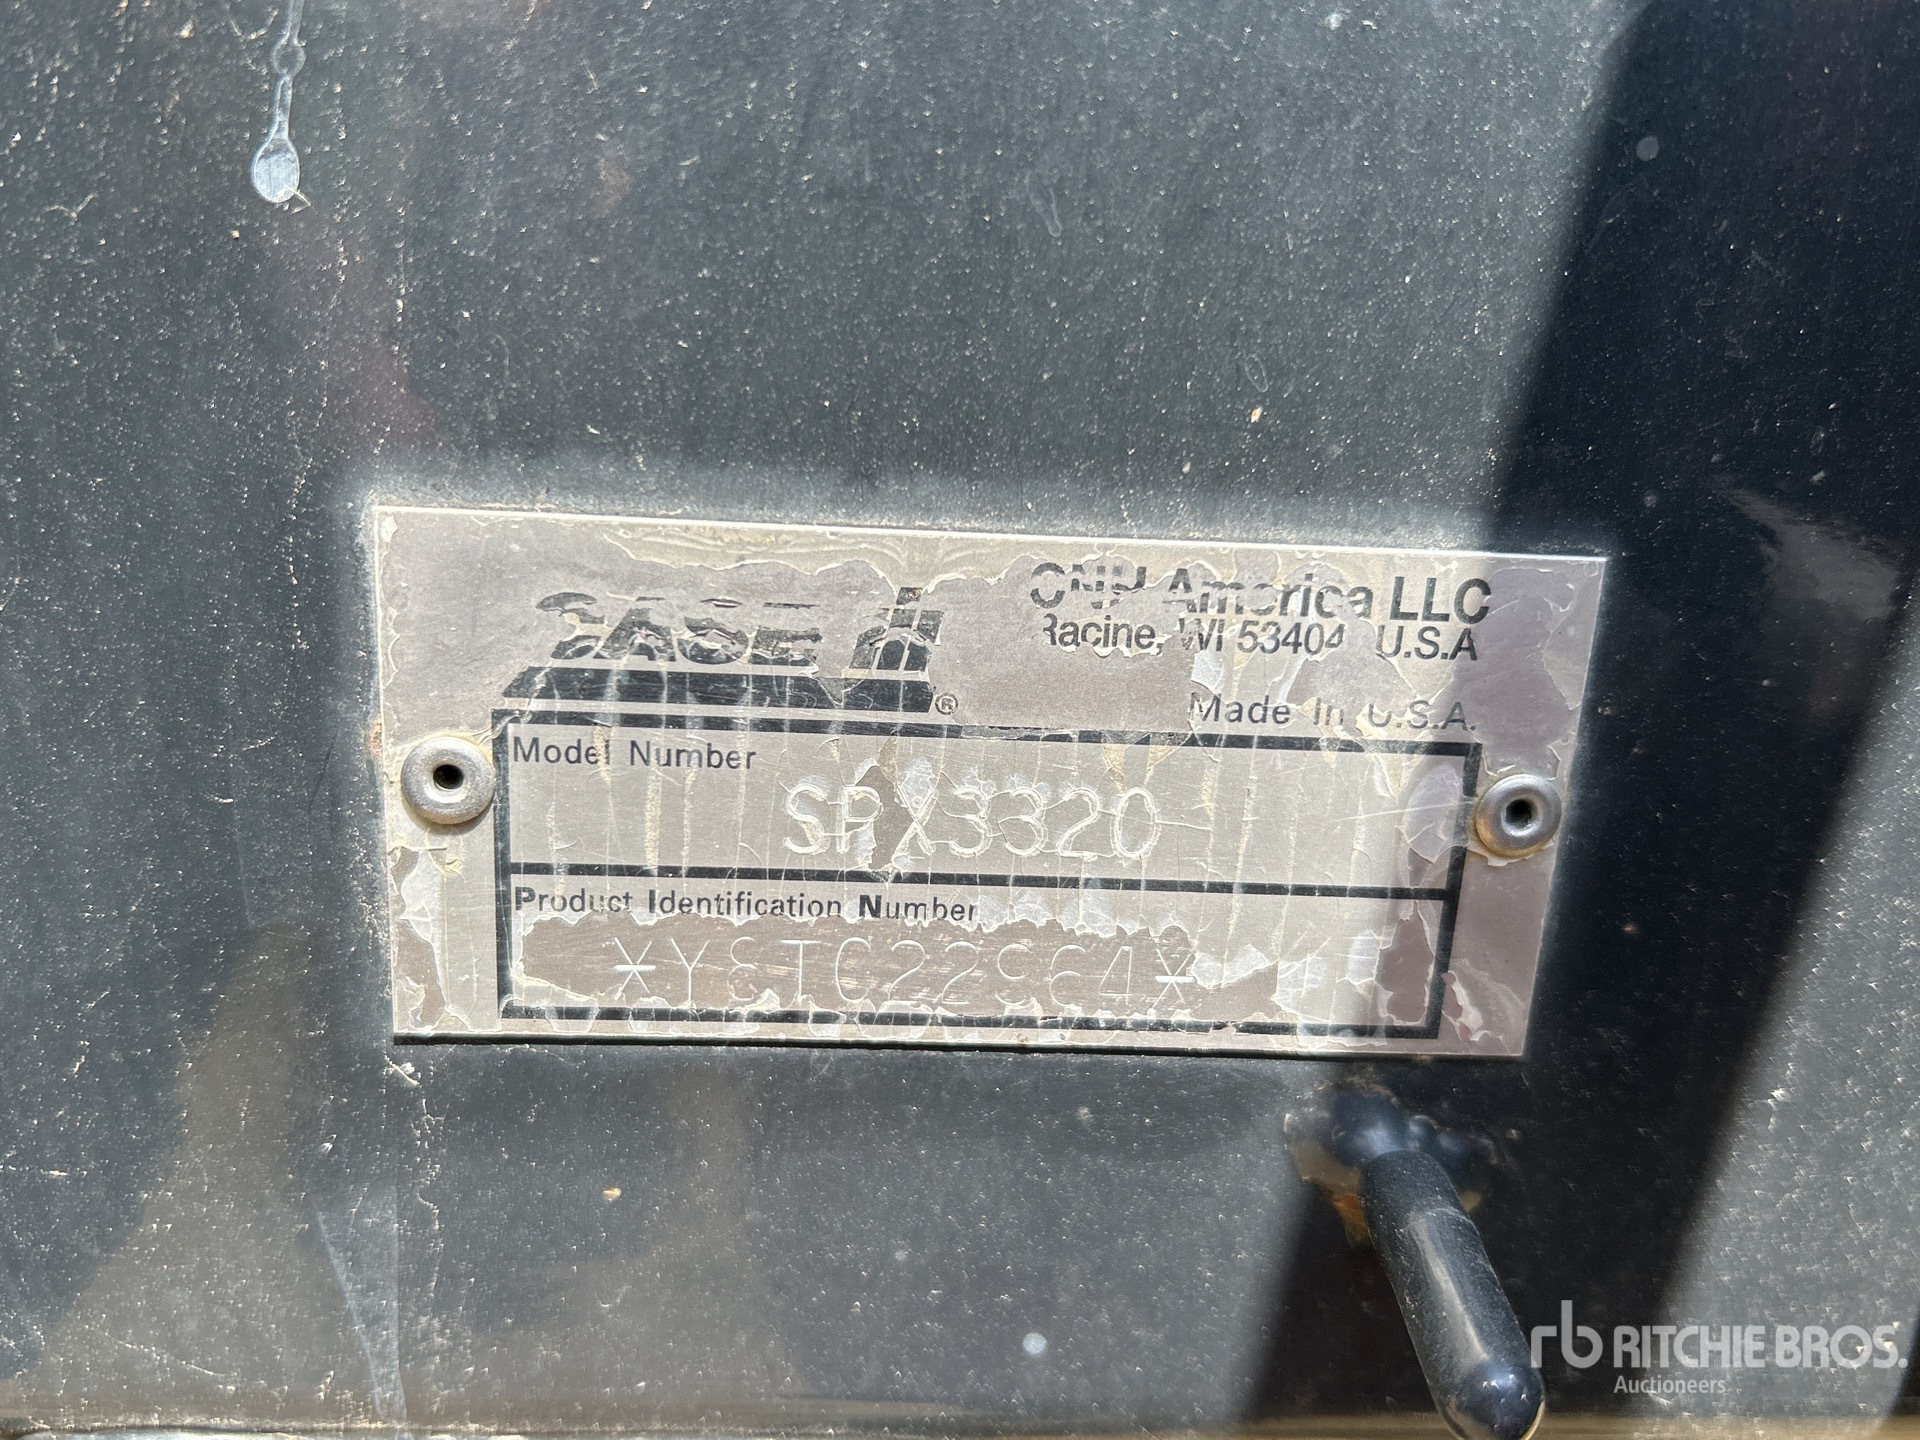 CASE IH ®
CNH America LLC
Racine, WI 53404 U.S.A
Made In U.S.A.
Model Number
SPX3320
Product Identification Number
rb RITCHIE BROS.
Auctioneers